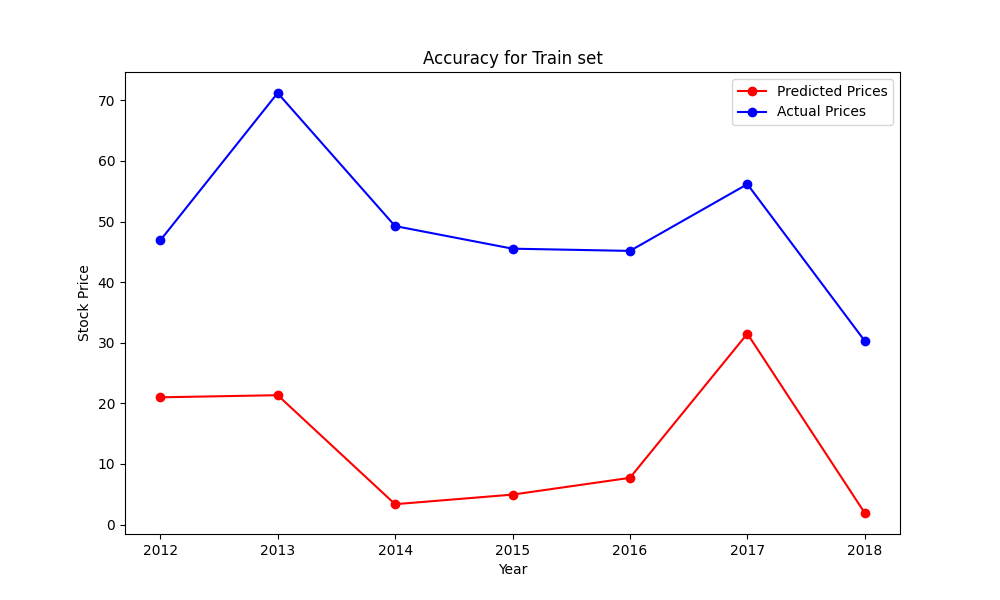 Accuracy for Train set
Predicted Prices
Actual Prices
Stock Price
70
60
50
40
30
20
10
0
2012 2013 2014 2015 2016 2017 2018
Year